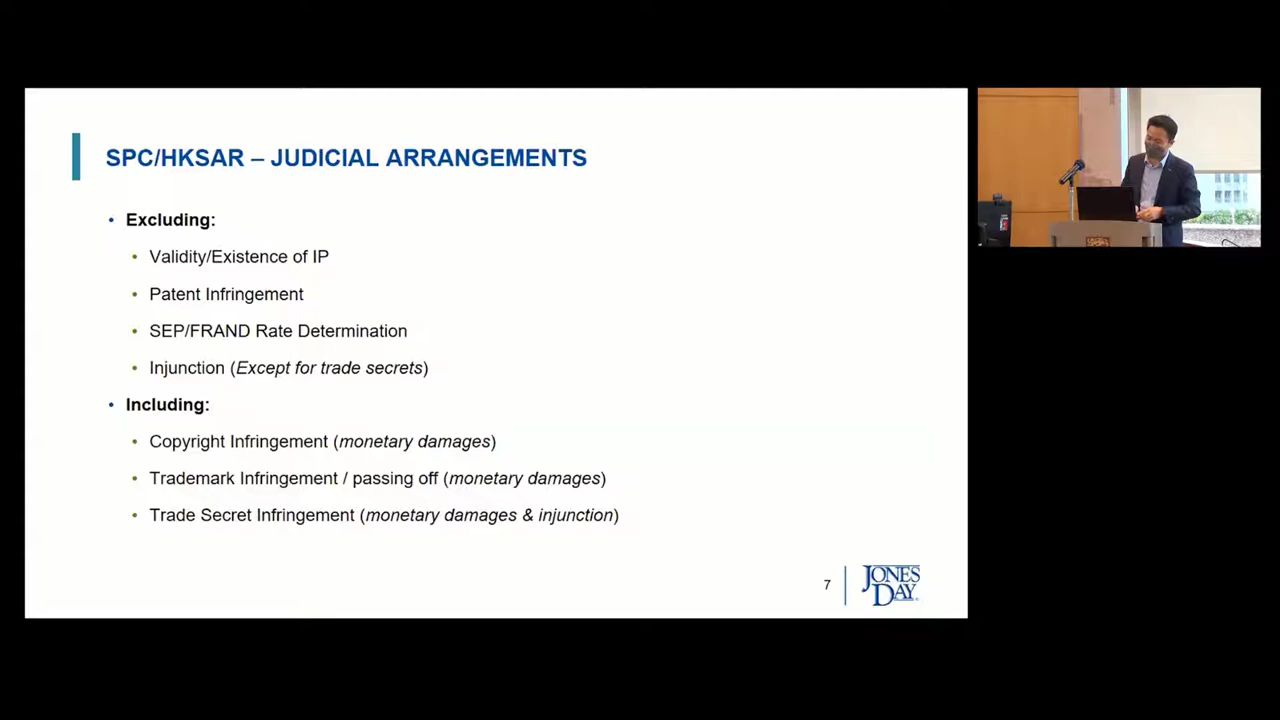 SPC/HKSAR – JUDICIAL ARRANGEMENTS
• Excluding:
• Validity/Existence of IP
• Patent Infringement
• SEP/FRAND Rate Determination
• Injunction (Except for trade secrets)
• Including:
• Copyright Infringement (monetary damages)
• Trademark Infringement / passing off (monetary damages)
• Trade Secret Infringement (monetary damages & injunction)
7
JONES
DAY